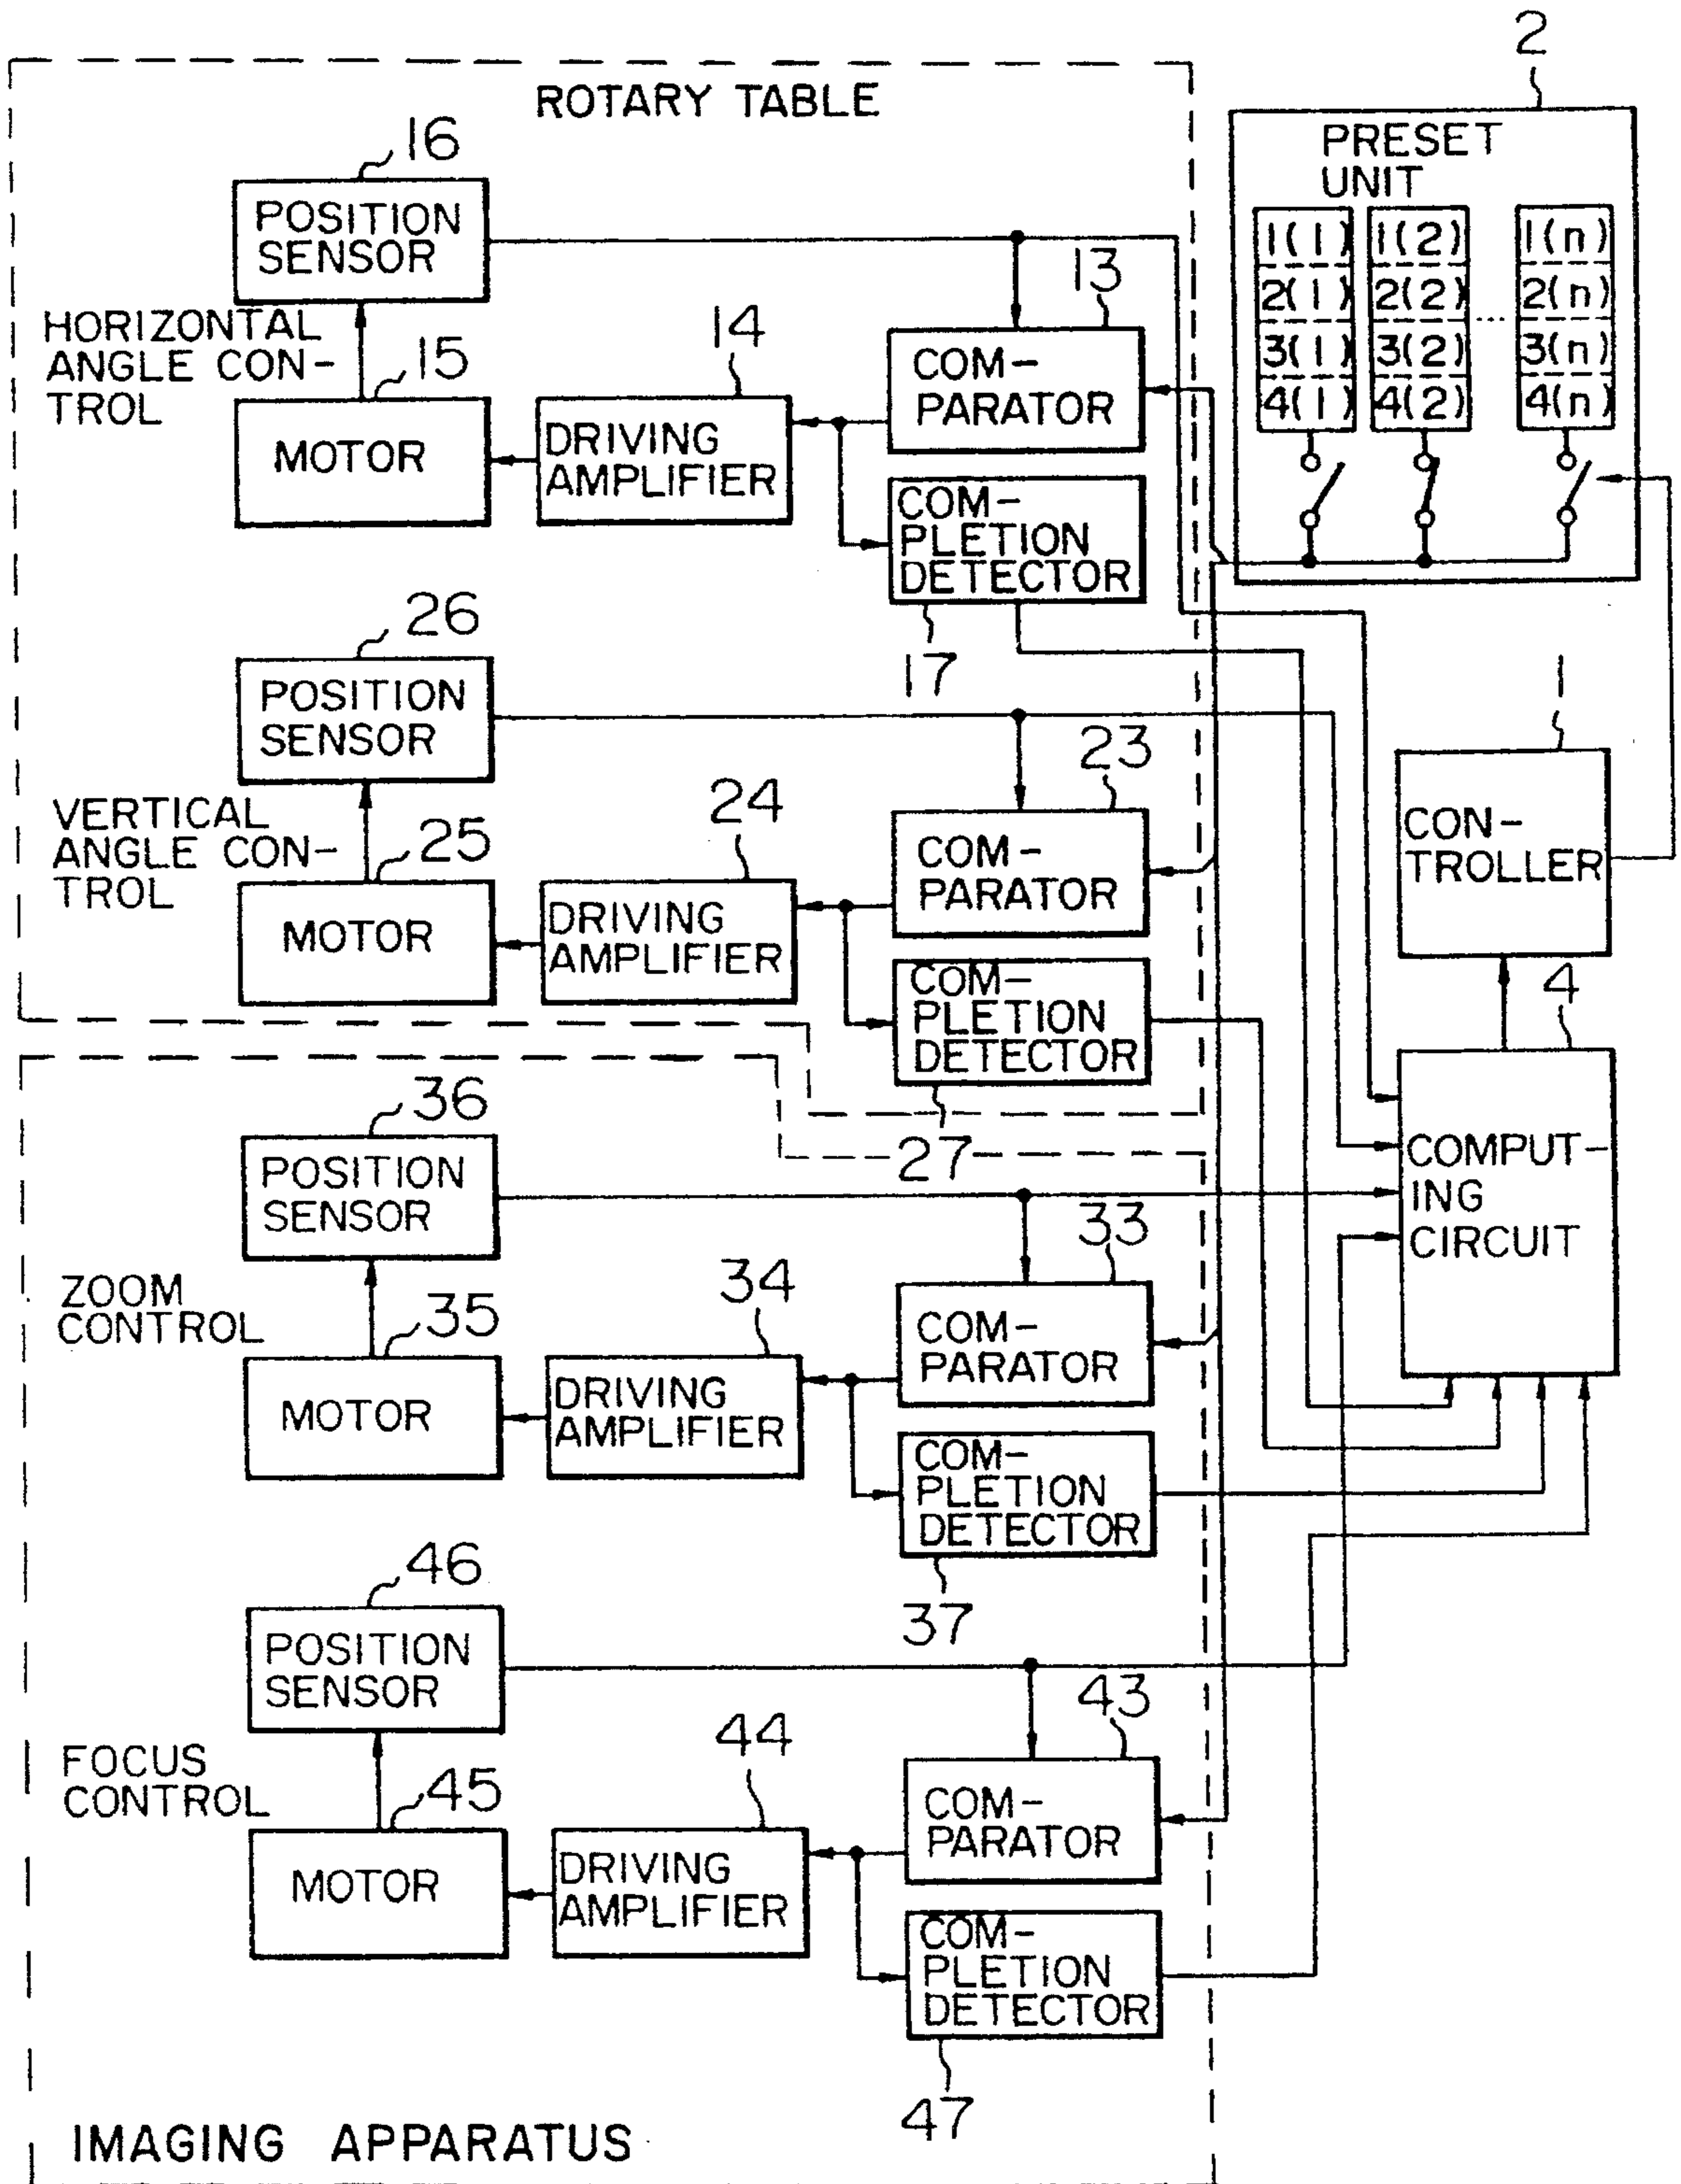 2
ROTARY TABLE
PRESET
UNIT
16
POSITION
SENSOR
1(1) 1(2) 1(n)
2(1) 2(2) ... 2(n)
3(1) 3(2) 3(n)
4(1) 4(2) 4(n)
13
HORIZONTAL
ANGLE CON-
TROL
15
14
COM-
PARATOR
MOTOR
DRIVING
AMPLIFIER
COM-
PLETION
DETECTOR
17
26
POSITION
SENSOR
1
23
VERTICAL
ANGLE CON-
TROL
25
24
COM-
PARATOR
CON-
TROLLER
MOTOR
DRIVING
AMPLIFIER
COM-
PLETION
DETECTOR
27
4
COMPUT-
ING
CIRCUIT
36
POSITION
SENSOR
33
ZOOM
CONTROL
35
34
COM-
PARATOR
MOTOR
DRIVING
AMPLIFIER
COM-
PLETION
DETECTOR
37
46
POSITION
SENSOR
43
FOCUS
CONTROL
45
44
COM-
PARATOR
MOTOR
DRIVING
AMPLIFIER
COM-
PLETION
DETECTOR
47
IMAGING APPARATUS